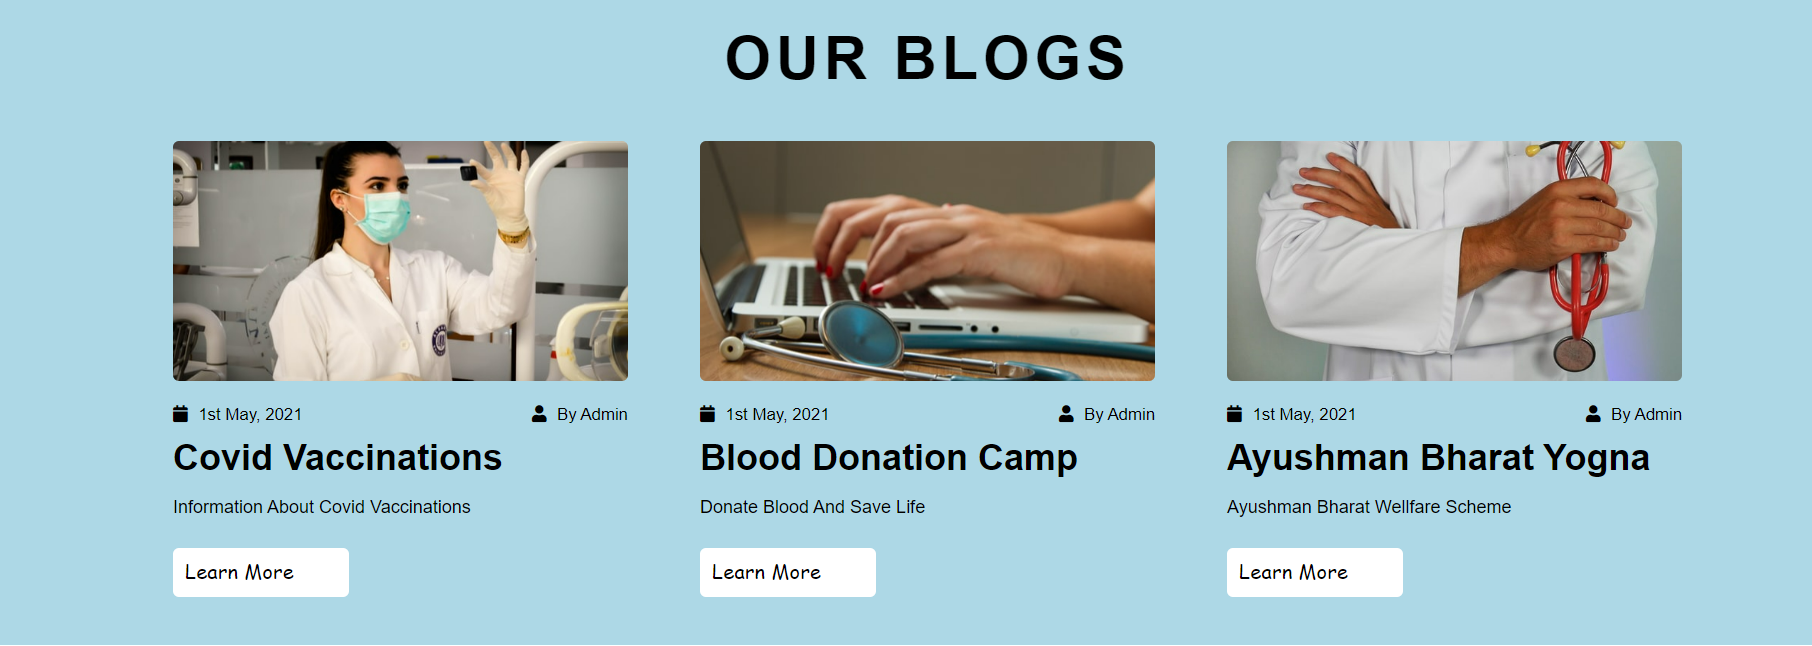 OUR BLOGS
1st May, 2021 By Admin
Covid Vaccinations
Information About Covid Vaccinations
Learn More
1st May, 2021 By Admin
Blood Donation Camp
Donate Blood And Save Life
Learn More
1st May, 2021 By Admin
Ayushman Bharat Yogna
Ayushman Bharat Wellfare Scheme
Learn More